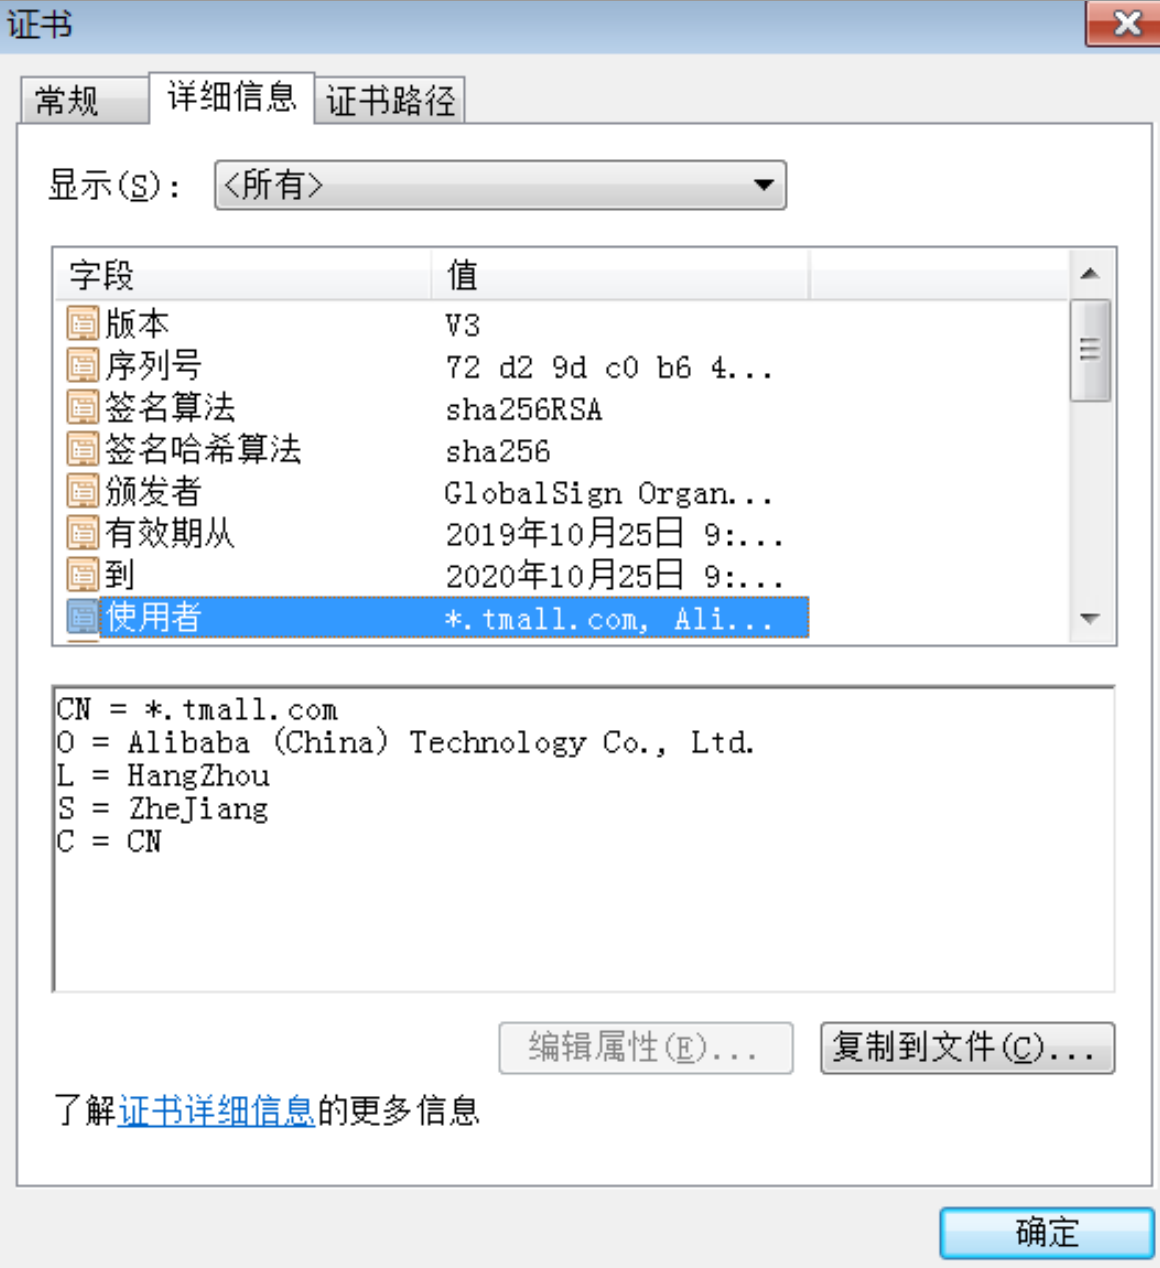 证书
常规 详细信息 证书路径
显示(S): <所有>
字段 值
版本 V3
序列号 72 d2 9d c0 b6 4...
签名算法 sha256RSA
签名哈希算法 sha256
颁发者 GlobalSign Organ...
有效期从 2019年10月25日 9:...
到 2020年10月25日 9:...
使用者 *.tmall.com, Ali...
CN = *.tmall.com
O = Alibaba (China) Technology Co., Ltd.
L = HangZhou
S = ZheJiang
C = CN
编辑属性(E)... 复制到文件(C)...
了解证书详细信息的更多信息
确定